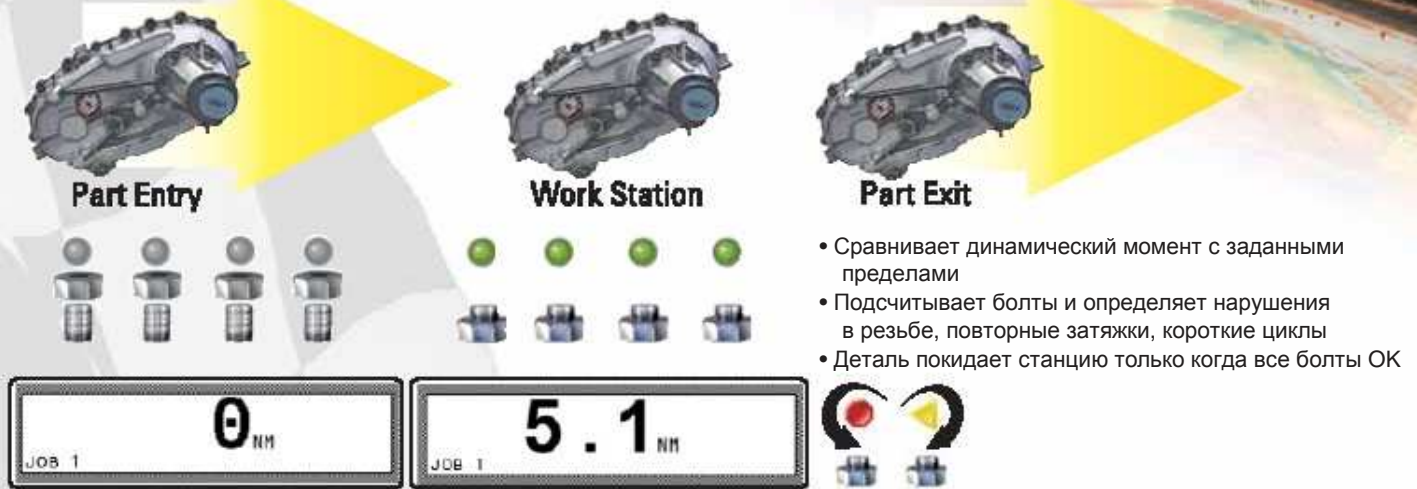 Part Entry
Work Station
Part Exit
• Сравнивает динамический момент с заданными
пределами
• Подсчитывает болты и определяет нарушения
в резьбе, повторные затяжки, короткие циклы
• Деталь покидает станцию только когда все болты OK
0 NM
JOB 1
5.1 NM
JOB 1